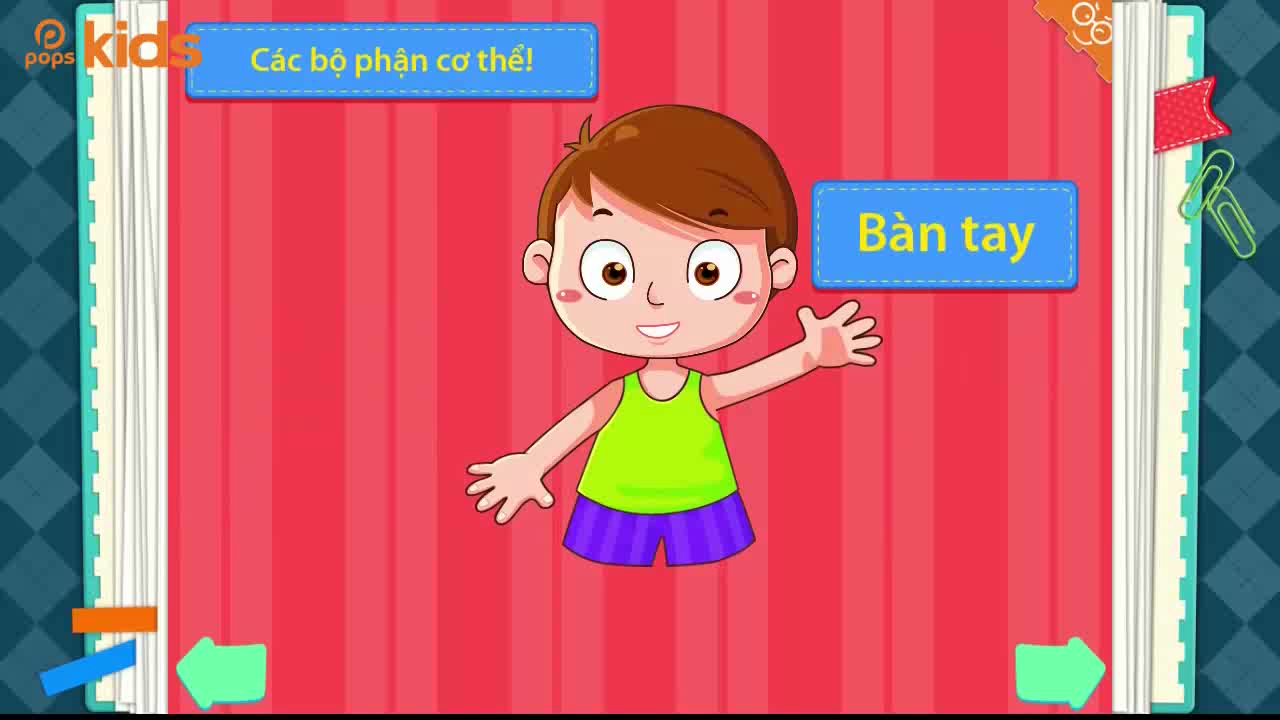 pops kids
Các bộ phận cơ thể!
Bàn tay